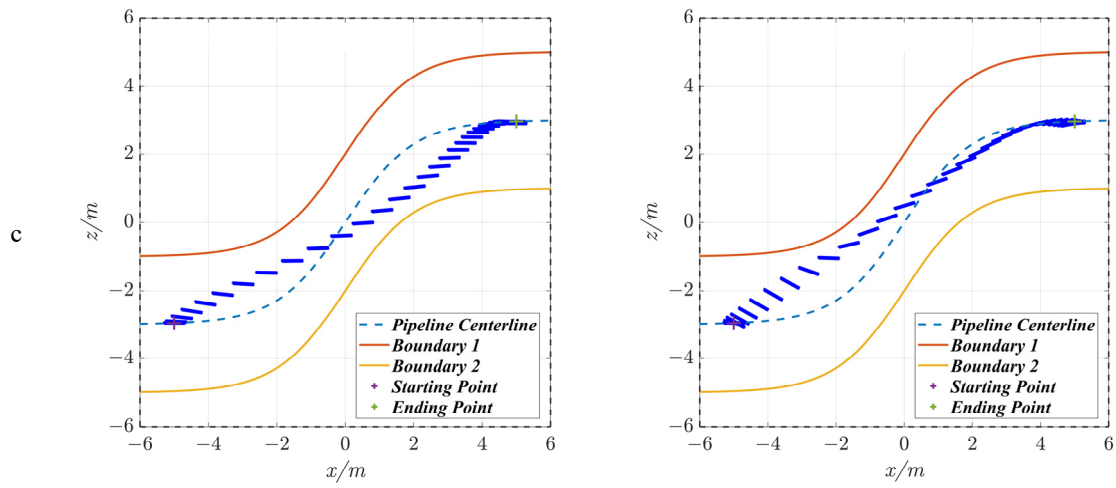 c
6
4
2
0
−2
−4
−6
z/m
−6
−4
−2
0
2
4
6
x/m
Pipeline Centerline
Boundary 1
Boundary 2
Starting Point
Ending Point
6
4
2
0
−2
−4
−6
z/m
−6
−4
−2
0
2
4
6
x/m
Pipeline Centerline
Boundary 1
Boundary 2
Starting Point
Ending Point